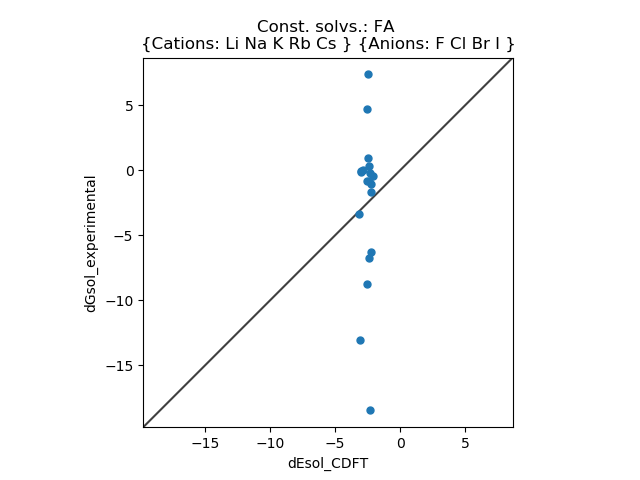 Const. solvs.: FA
{Cations: Li Na K Rb Cs } {Anions: F Cl Br I }
5
0
−5
−10
−15
dGsol_experimental
−15 −10 −5 0 5
dEsol_CDFT